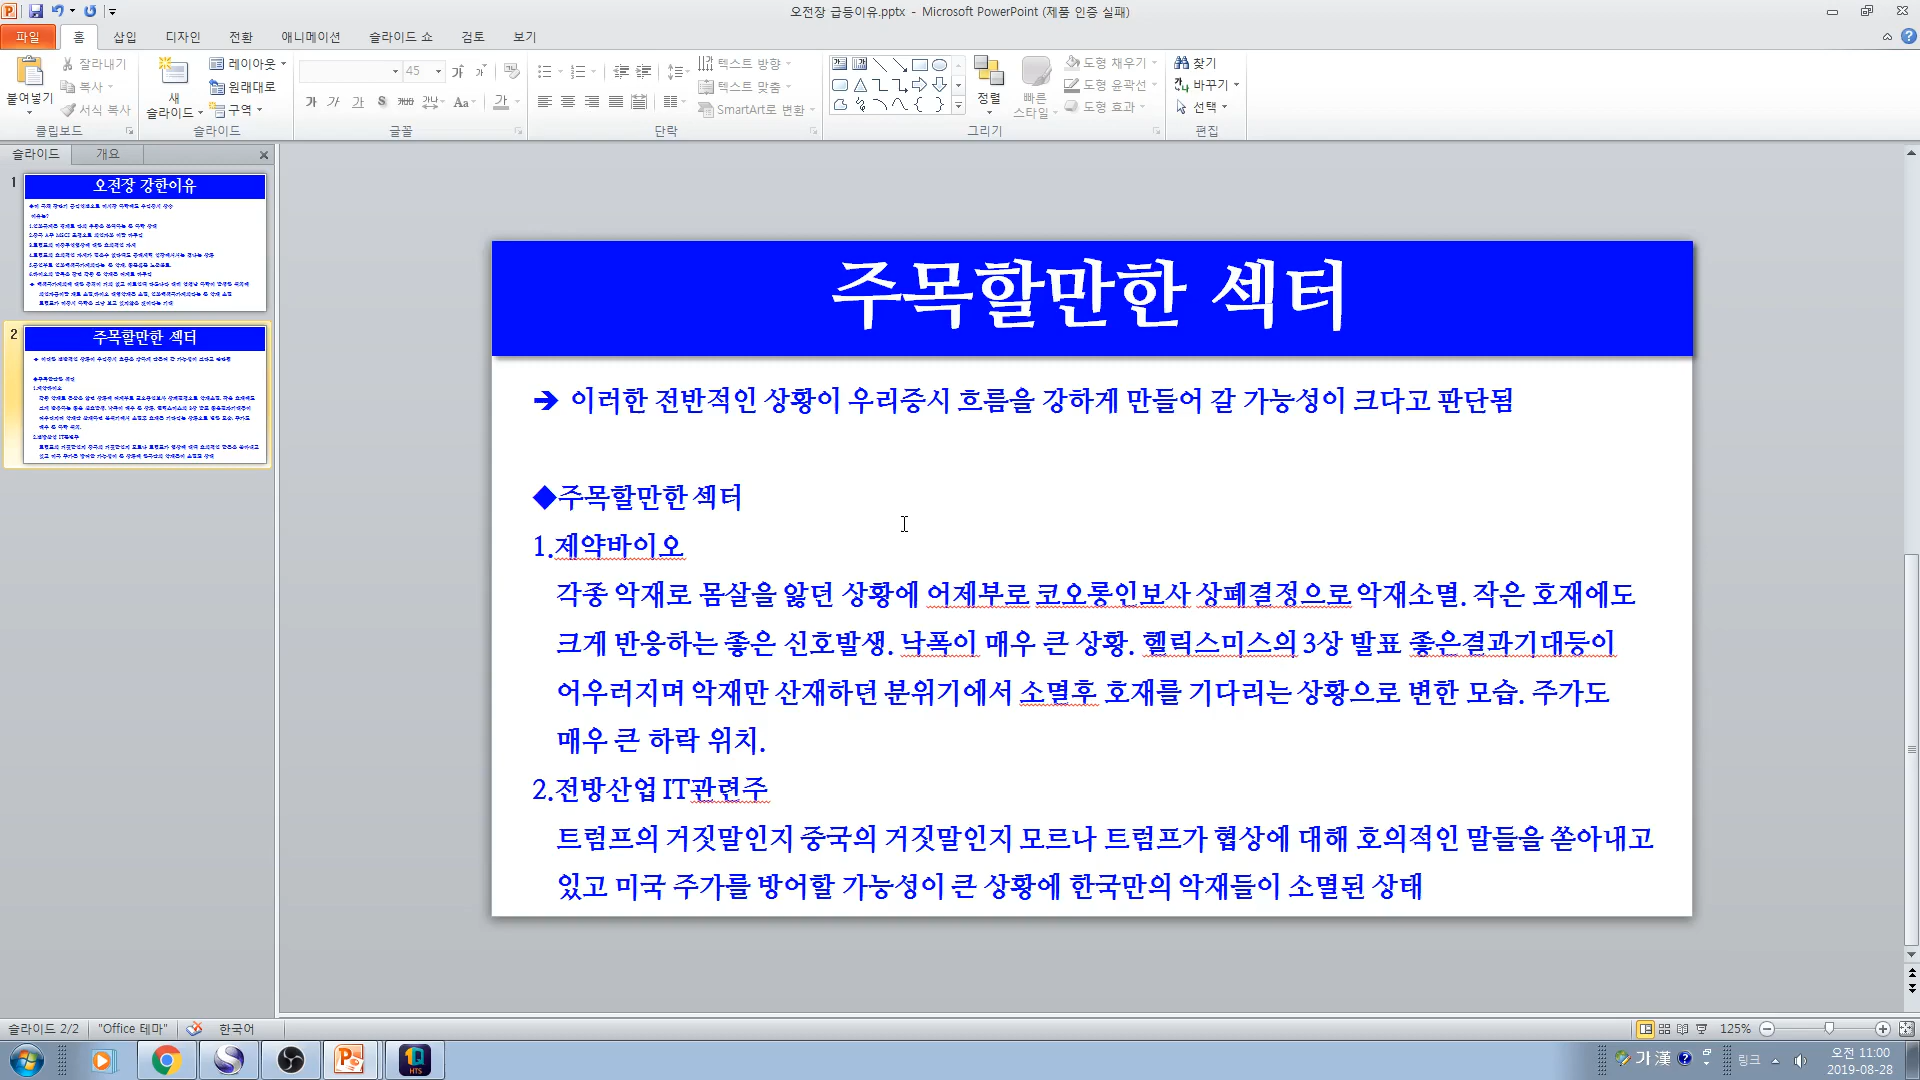 오전장 급등이유.pptx - Microsoft PowerPoint (제품 인증 실패)
파일 홈 삽입 디자인 전환 애니메이션 슬라이드 쇼 검토 보기
붙여넣기 잘라내기 복사 서식 복사 클립보드
새 슬라이드 레이아웃 원래대로 구역 슬라이드
45 가 가 가 가 가 S 가나 Aa 가 글꼴
텍스트 방향 텍스트 맞춤 SmartArt로 변환 단락
정렬 빠른 스타일 도형 채우기 도형 윤곽선 도형 효과 그리기
찾기 바꾸기 선택 편집
슬라이드 개요
1 오전장 강한이유
2 주목할만한 섹터
주목할만한 섹터
➔ 이러한 전반적인 상황이 우리증시 흐름을 강하게 만들어 갈 가능성이 크다고 판단됨
◆주목할만한 섹터
1.제약바이오
각종 악재로 몸살을 앓던 상황에 어제부로 코오롱인보사 상폐결정으로 악재소멸. 작은 호재에도
크게 반응하는 좋은 신호발생. 낙폭이 매우 큰 상황. 헬릭스미스의 3상 발표 좋은결과기대등이
어우러지며 악재만 산재하던 분위기에서 소멸후 호재를 기다리는 상황으로 변한 모습. 주가도
매우 큰 하락 위치.
2.전방산업 IT관련주
트럼프의 거짓말인지 중국의 거짓말인지 모르나 트럼프가 협상에 대해 호의적인 말들을 쏟아내고
있고 미국 주가를 방어할 가능성이 큰 상황에 한국만의 악재들이 소멸된 상태
슬라이드 2/2 "Office 테마" 한국어 125%
HTS 가 漢 링크 오전 11:00
2019-08-28